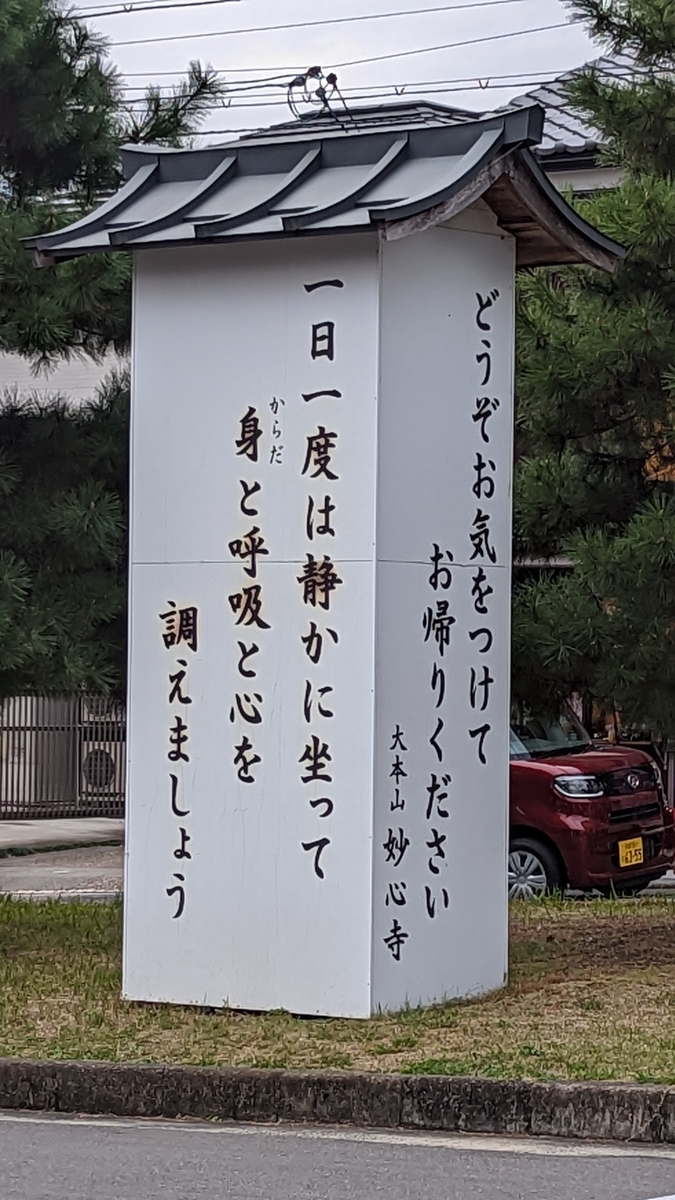 どうぞお気をつけて
お帰りください
大本山 妙心寺
一日一度は静かに坐って
からだ
身と呼吸と心を
調えましょう
63-55